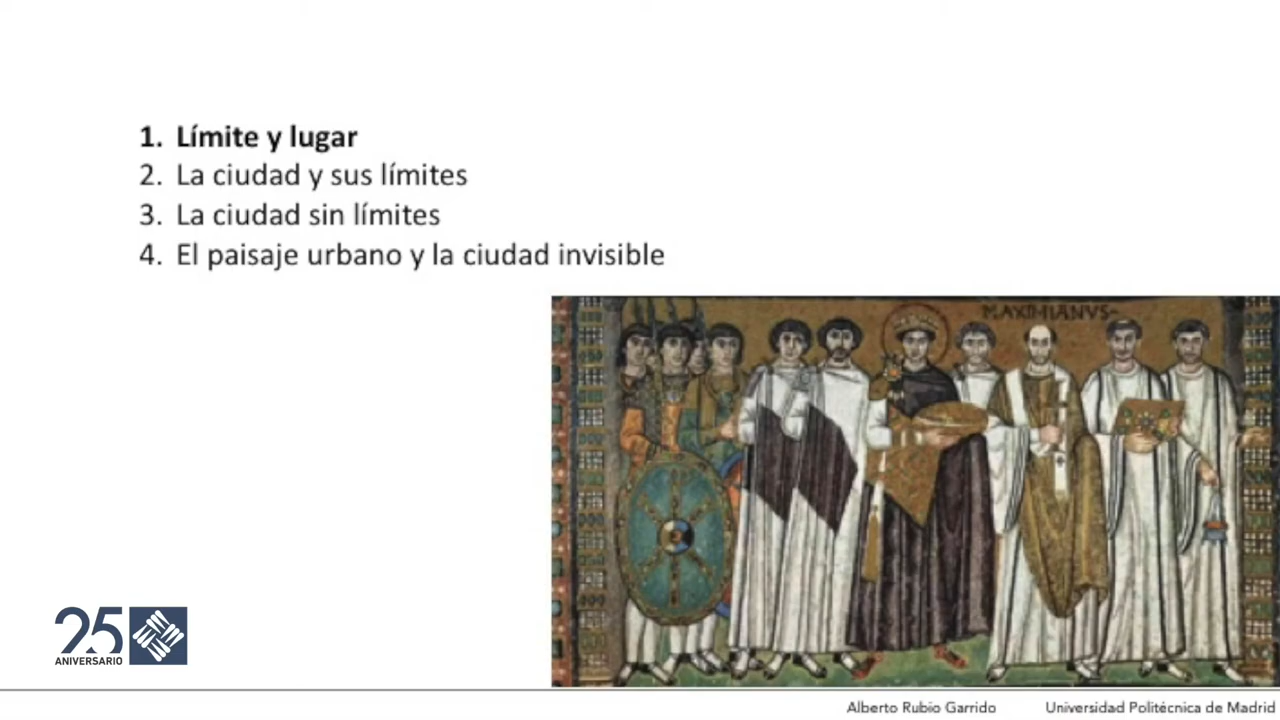 1. Límite y lugar
2. La ciudad y sus límites
3. La ciudad sin límites
4. El paisaje urbano y la ciudad invisible
MAXIMIANVS
25
ANIVERSARIO
Alberto Rubio Garrido Universidad Politécnica de Madrid